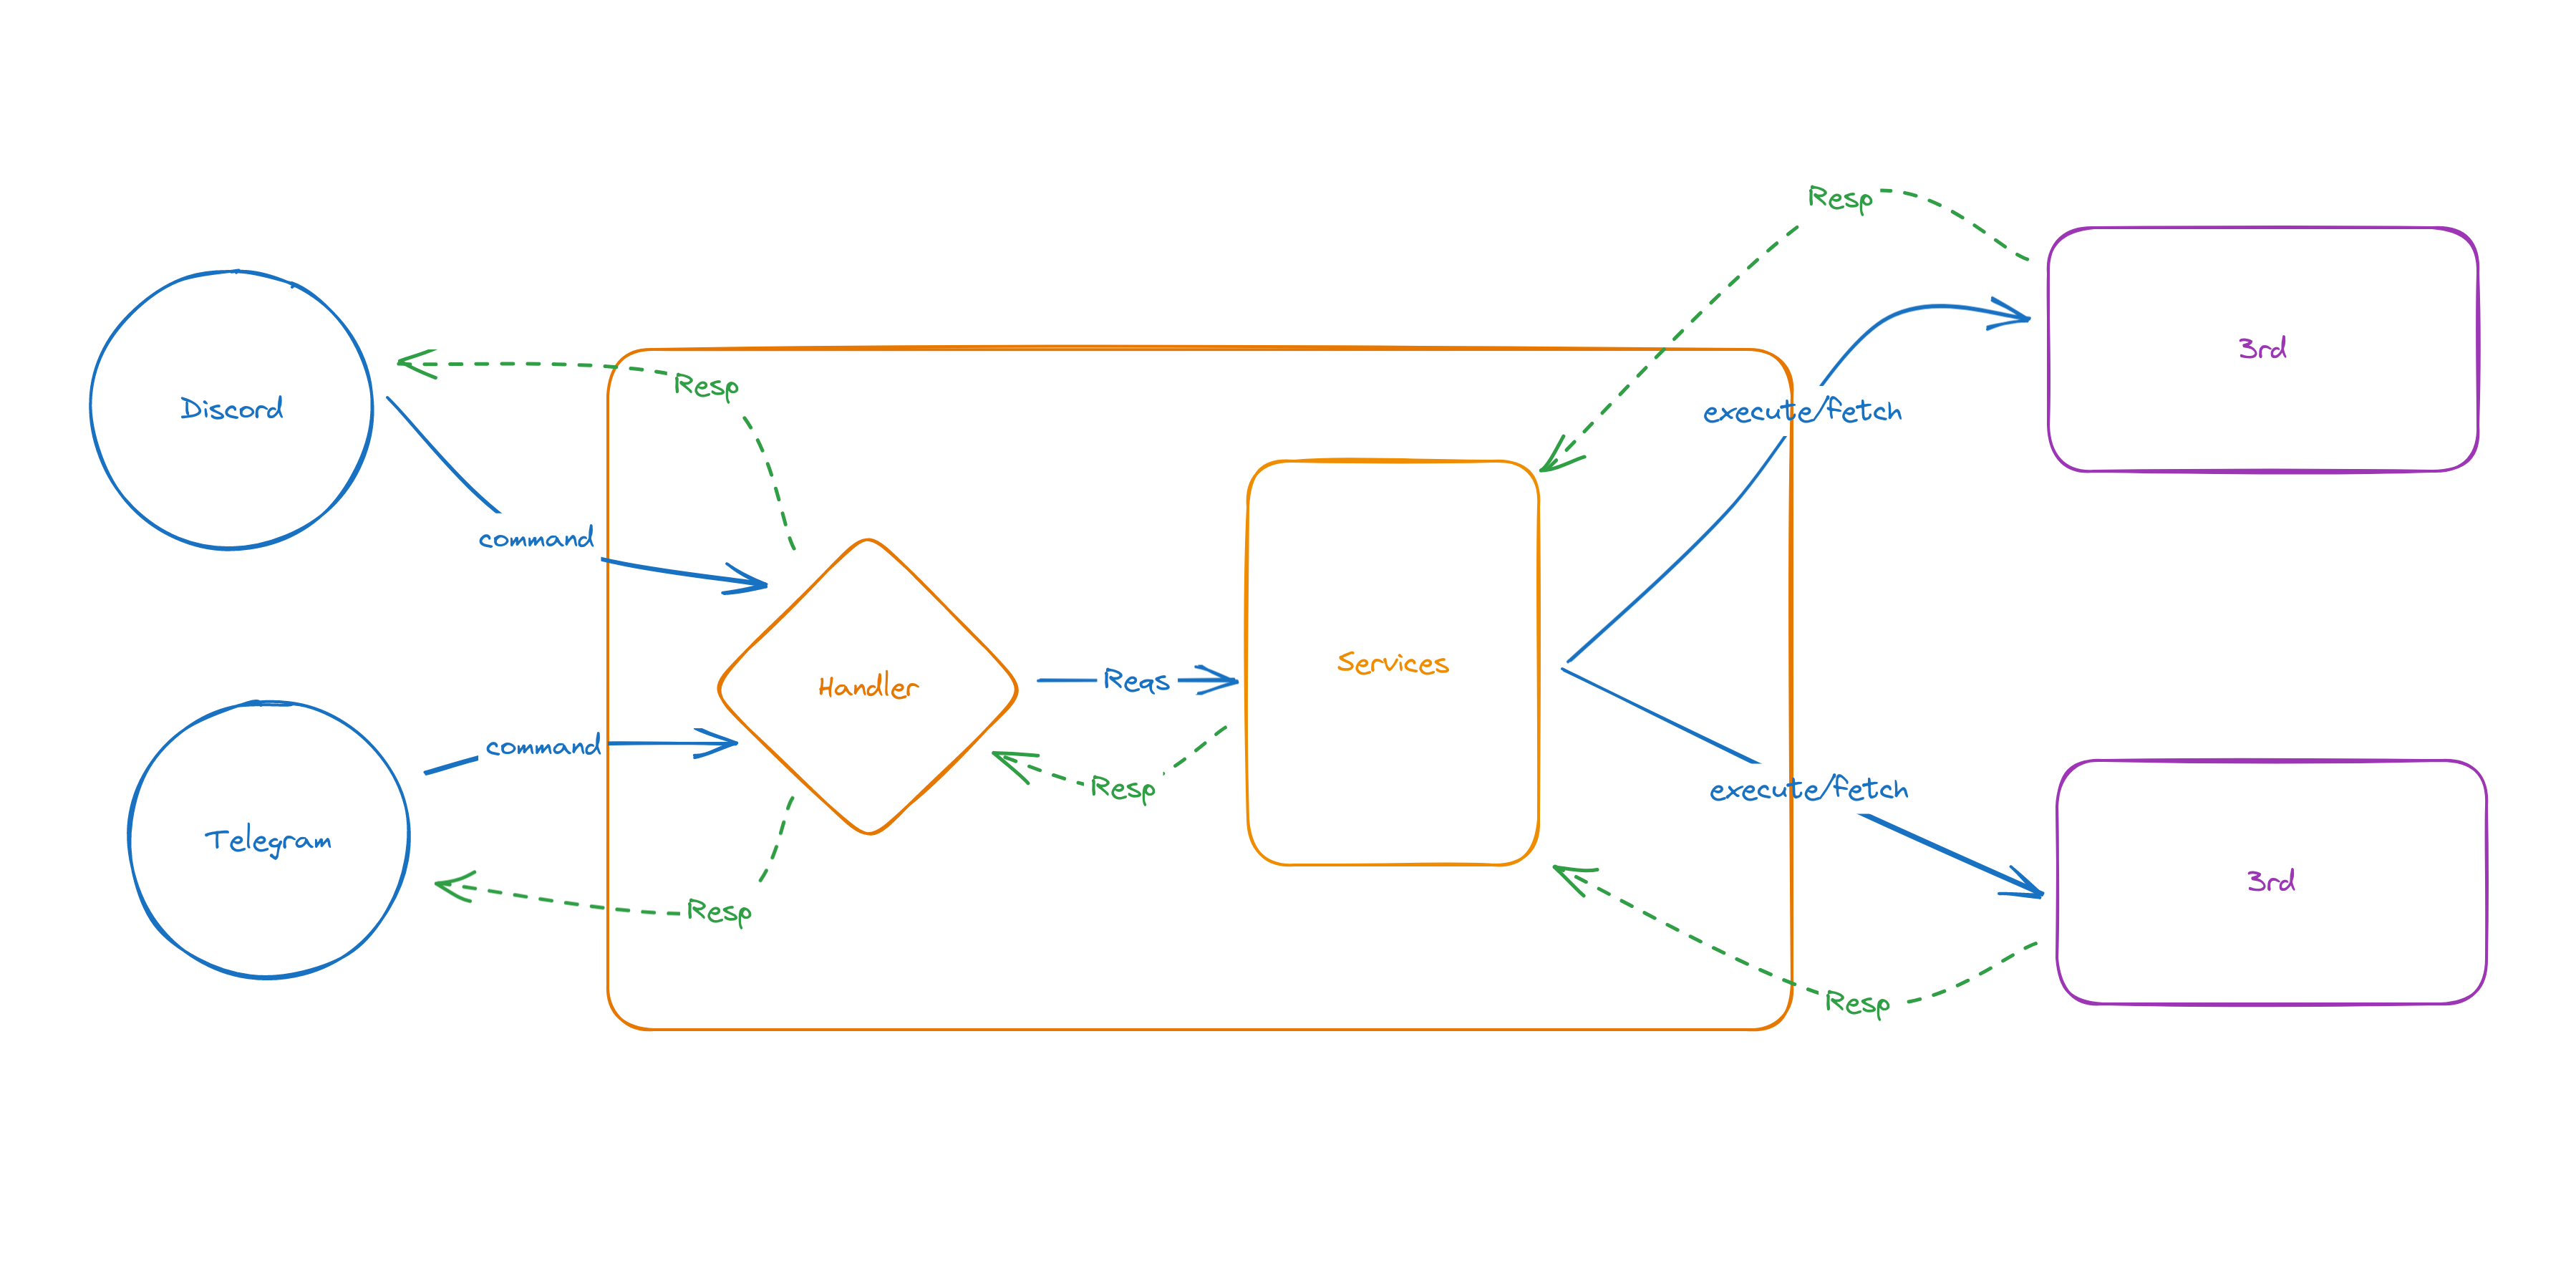 Resp
3rd
Resp
Discord
execute/fetch
command
Services
Handler
Reqs
command
Resp
execute/fetch
Telegram
3rd
Resp
Resp